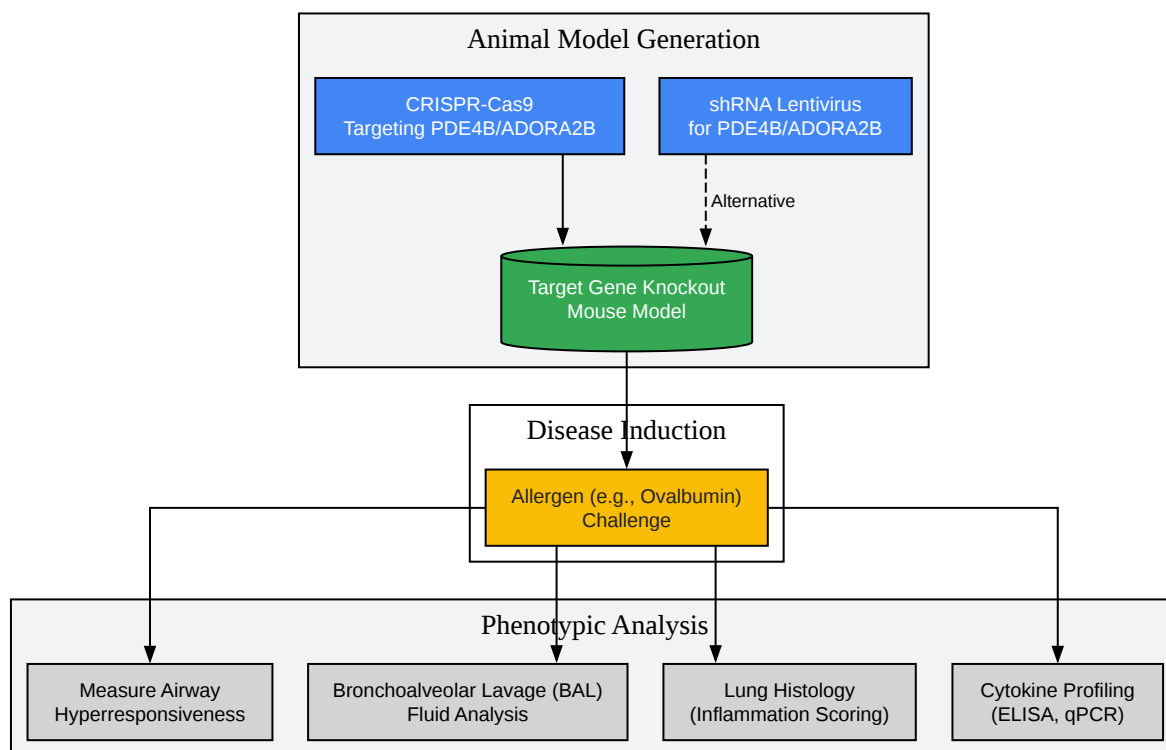 Animal Model Generation
CRISPR-Cas9
Targeting PDE4B/ADORA2B
shRNA Lentivirus
for PDE4B/ADORA2B
Alternative
Target Gene Knockout
Mouse Model
Disease Induction
Allergen (e.g., Ovalbumin)
Challenge
Phenotypic Analysis
Measure Airway
Hyperresponsiveness
Bronchoalveolar Lavage (BAL)
Fluid Analysis
Lung Histology
(Inflammation Scoring)
Cytokine Profiling
(ELISA, qPCR)